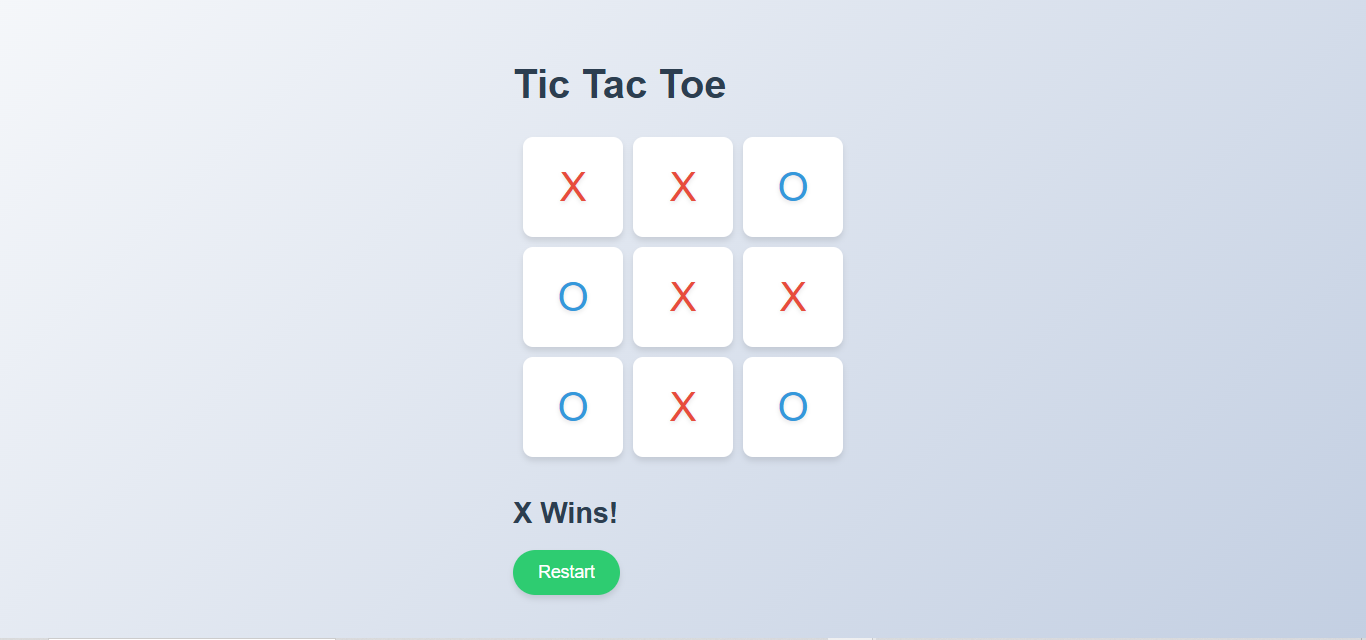 Tic Tac Toe
X X O
O X X
O X O
X Wins!
Restart